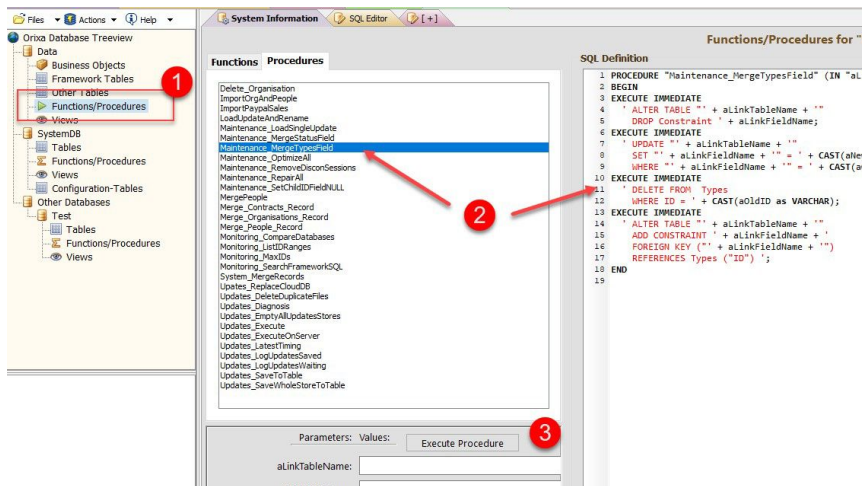 Files Actions Help
System Information SQL Editor [+]
Orixa Database Treeview
Data
Business Objects
Framework Tables
Other Tables
Functions/Procedures
Views
SystemDB
Tables
Functions/Procedures
Views
Configuration-Tables
Other Databases
Test
Tables
Functions/Procedures
Views
1
Functions/Procedures for "
Functions Procedures
Delete_Organisation
ImportOrgAndPeople
ImportPaypalSales
LoadUpdateAndRename
Maintenance_LoadSingleUpdate
Maintenance_MergeStatusField
Maintenance_MergeTypesField
Maintenance_OptimizeAll
Maintenance_RemoveDisconSessions
Maintenance_RepairAll
Maintenance_SetChildIDFieldNULL
MergePeople
Merge_Contracts_Record
Merge_Organisations_Record
Merge_People_Record
Monitoring_CompareDatabases
Monitoring_ListIDRanges
Monitoring_MaxIDs
Monitoring_SearchFrameworkSQL
System_MergeRecords
Upates_ReplaceCloudDB
Updates_DeleteDuplicateFiles
Updates_Diagnosis
Updates_EmptyAllUpdatesStores
Updates_Execute
Updates_ExecuteOnServer
Updates_LatestTiming
Updates_LogUpdatesSaved
Updates_LogUpdatesWaiting
Updates_SaveToTable
Updates_SaveWholeStoreToTable
2
SQL Definition
1 PROCEDURE "Maintenance_MergeTypesField" (IN "aL
2 BEGIN
3 EXECUTE IMMEDIATE
4 ' ALTER TABLE "' + aLinkTableName + '"
5 DROP Constraint ' + aLinkFieldName;
6 EXECUTE IMMEDIATE
7 ' UPDATE "' + aLinkTableName + '"
8 SET "' + aLinkFieldName + '" = ' + CAST(aNe
9 WHERE "' + aLinkFieldName + '" = ' + CAST(a
10 EXECUTE IMMEDIATE
11 ' DELETE FROM Types
12 WHERE ID = ' + CAST(aOldID as VARCHAR);
13 EXECUTE IMMEDIATE
14 ' ALTER TABLE "' + aLinkTableName + '"
15 ADD CONSTRAINT ' + aLinkFieldName + '
16 FOREIGN KEY ("' + aLinkFieldName + '")
17 REFERENCES Types ("ID") ';
18 END
19
Parameters: Values: Execute Procedure
3
aLinkTableName: